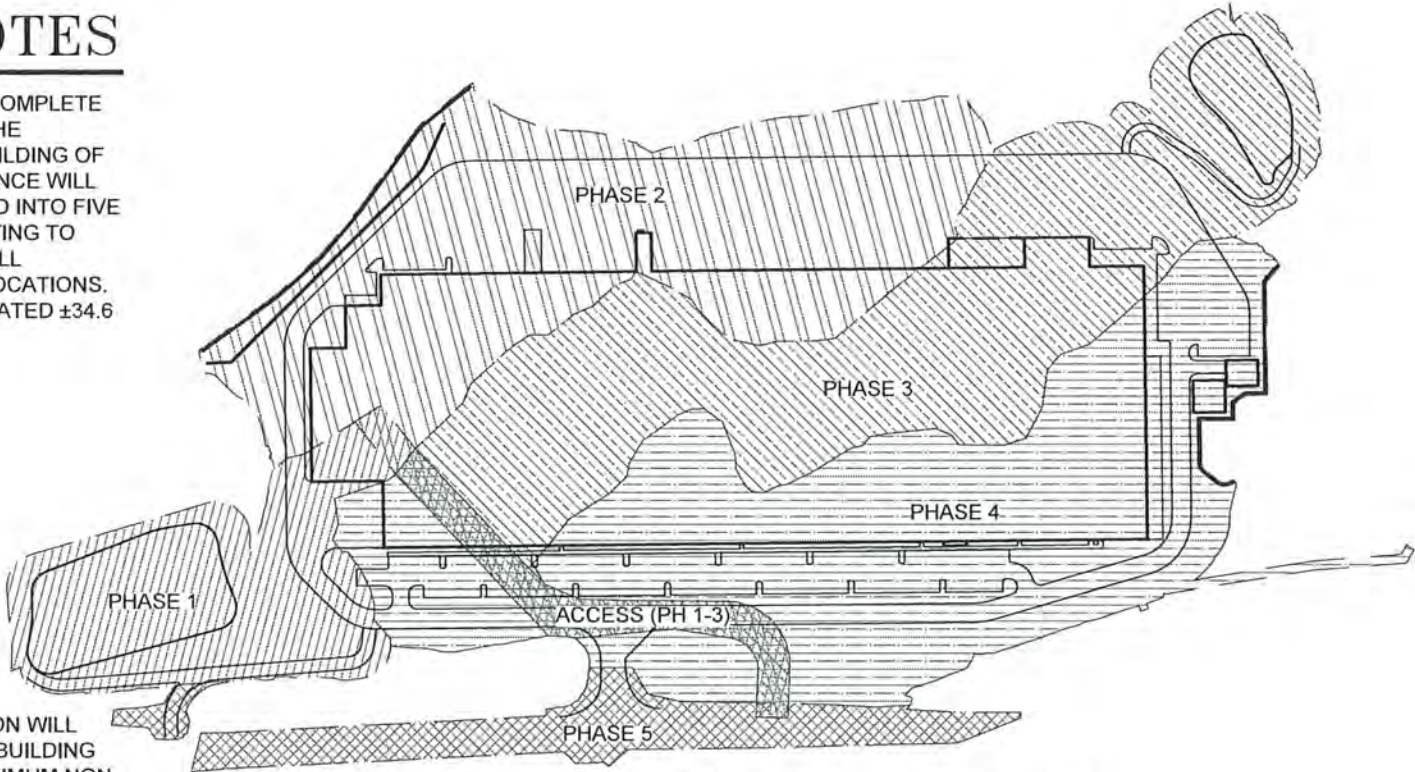 OTES
OMPLETE
HE
ILDING OF
NCE WILL
D INTO FIVE
TING TO
LL
OCATIONS.
ATED ±34.6
PHASE 2
PHASE 3
PHASE 4
PHASE 1
ACCESS (PH 1-3)
PHASE 5
ON WILL
BUILDING